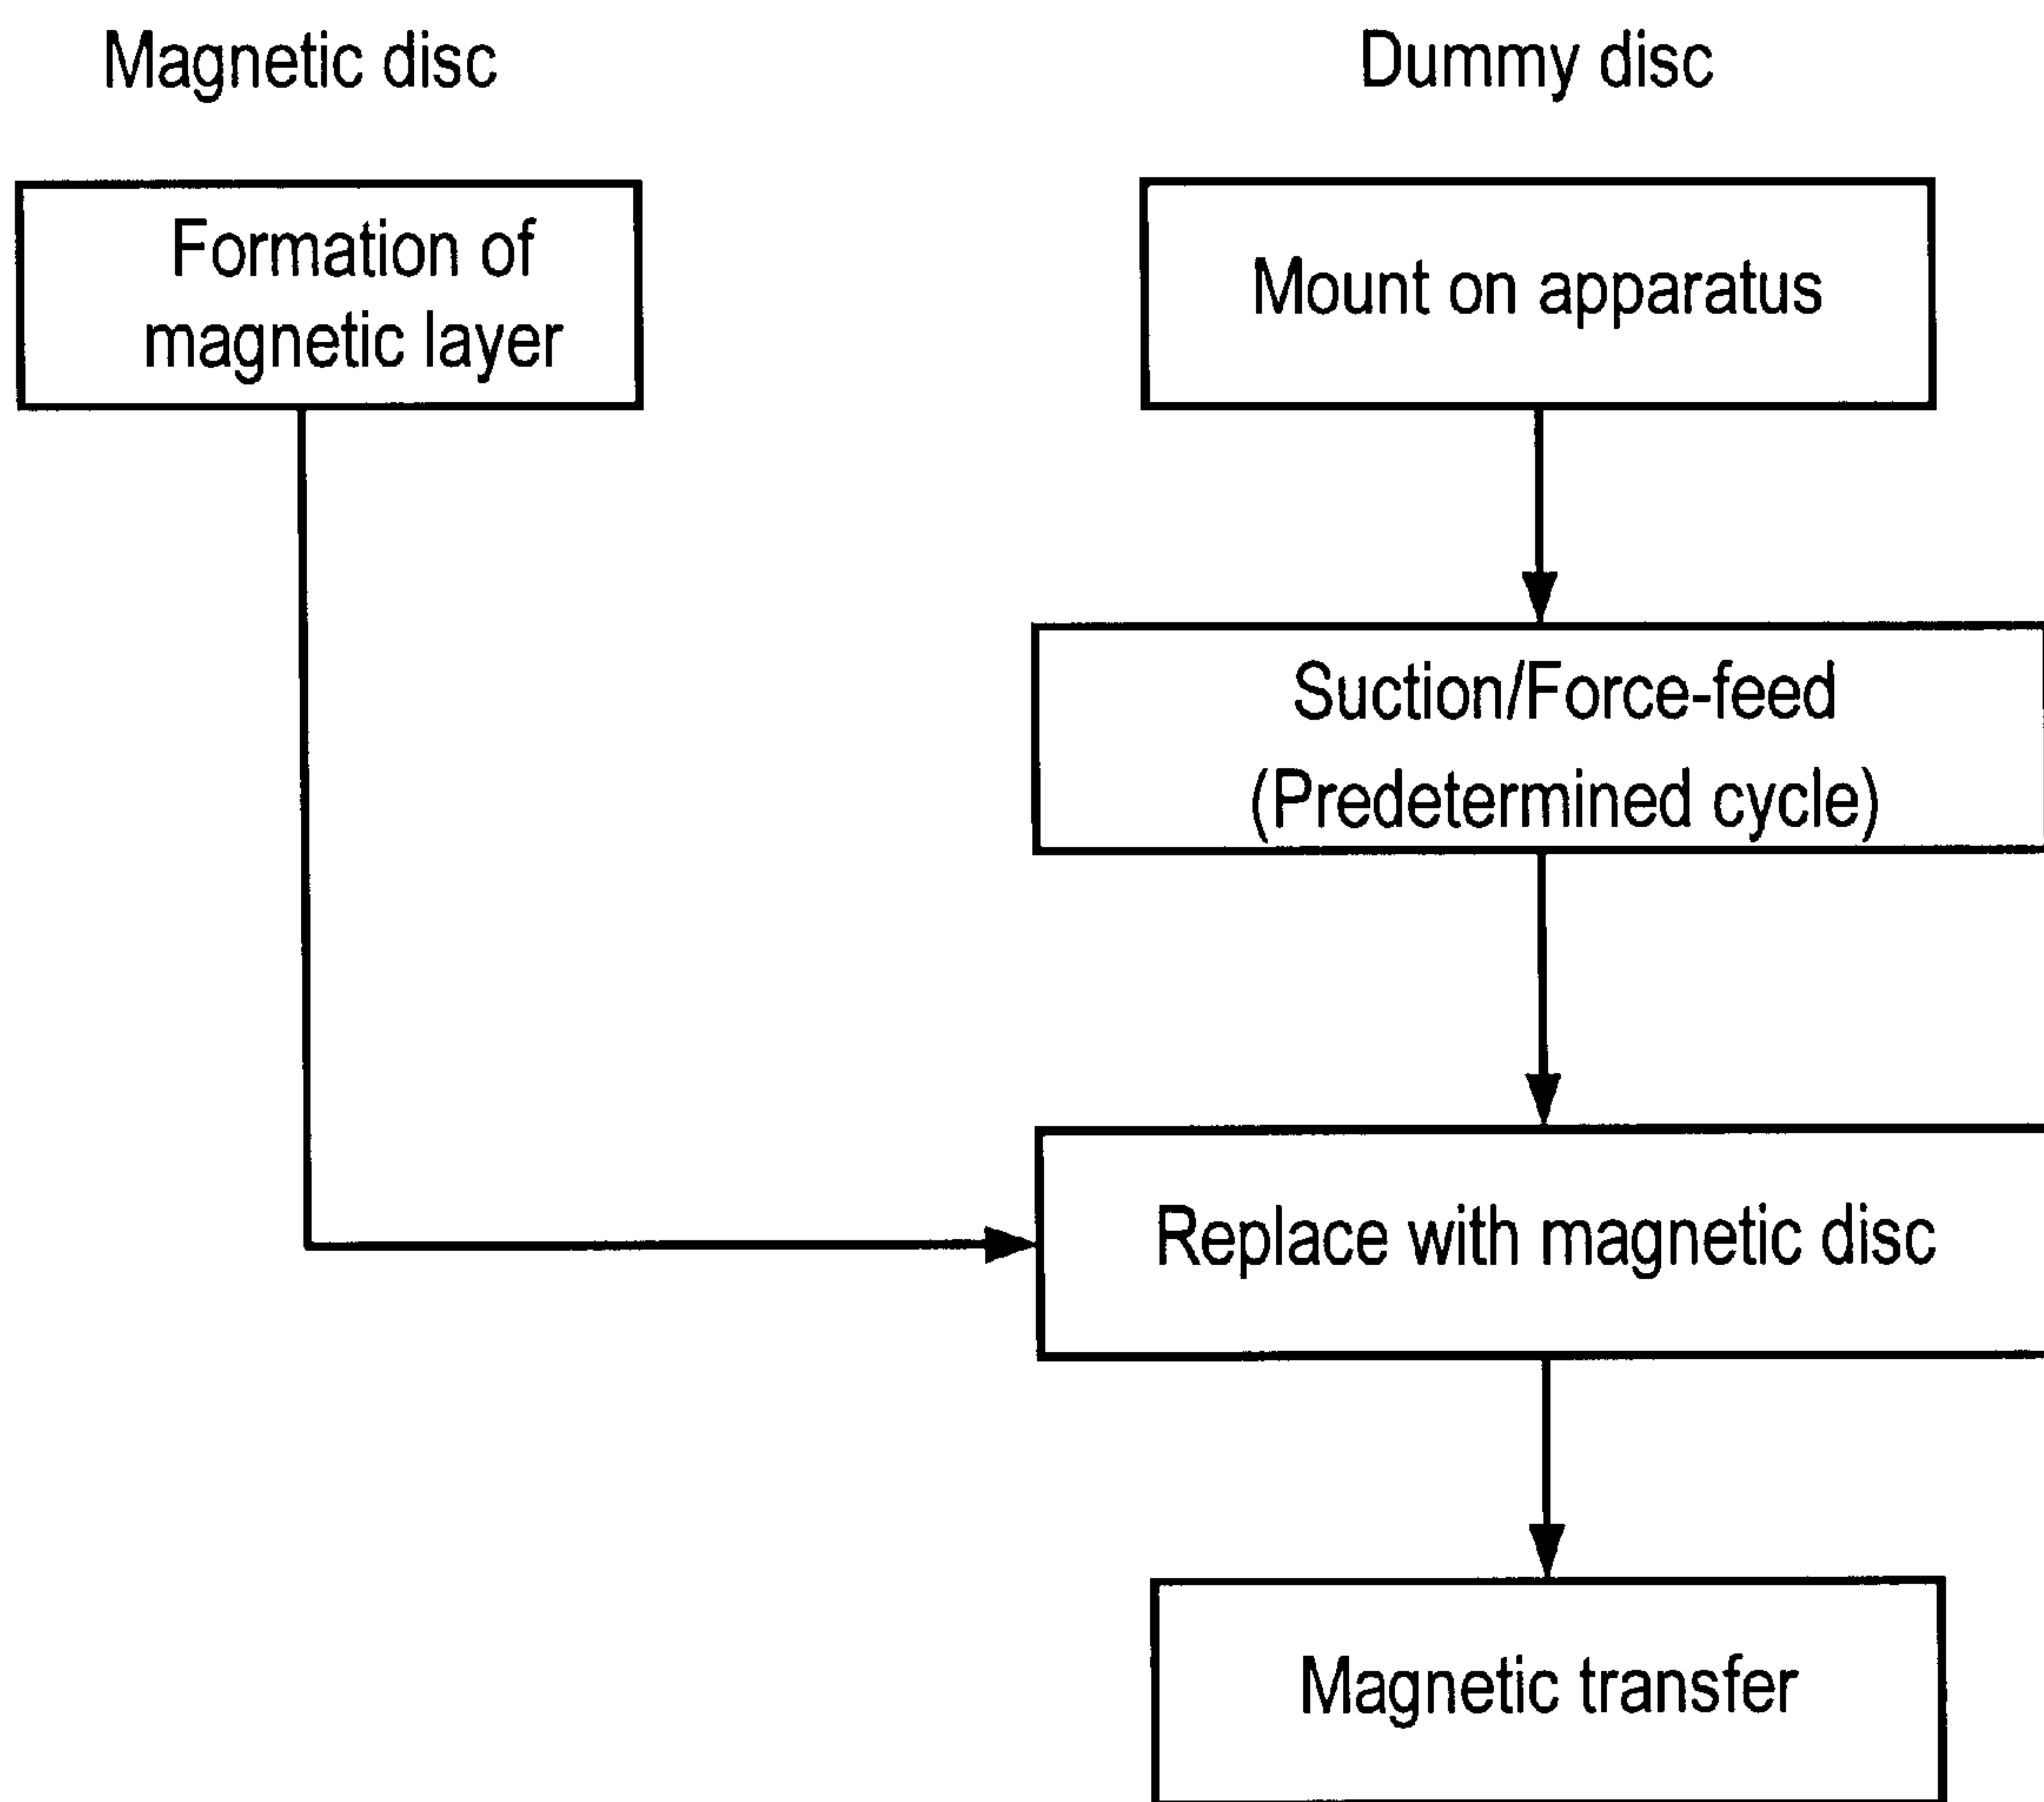 Magnetic disc
Dummy disc
Formation of
magnetic layer
Mount on apparatus
Suction/Force-feed
(Predetermined cycle)
Replace with magnetic disc
Magnetic transfer